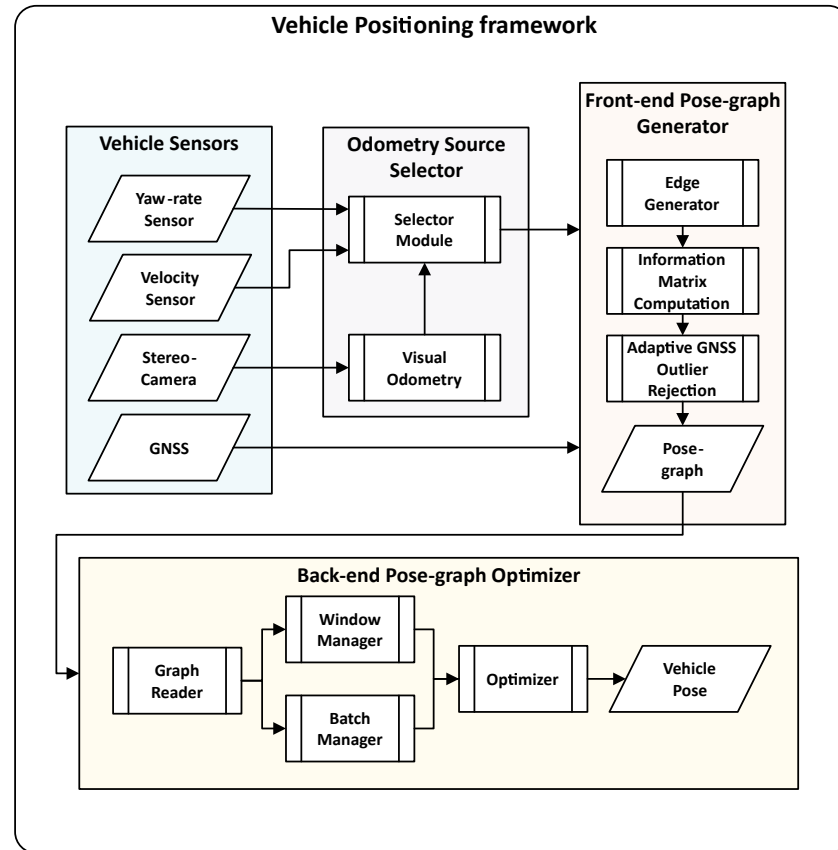 Vehicle Positioning framework
Vehicle Sensors
Yaw-rate
Sensor
Velocity
Sensor
Stereo-
Camera
GNSS
Odometry Source
Selector
Selector
Module
Visual
Odometry
Front-end Pose-graph
Generator
Edge
Generator
Information
Matrix
Computation
Adaptive GNSS
Outlier
Rejection
Pose-
graph
Back-end Pose-graph Optimizer
Graph
Reader
Window
Manager
Batch
Manager
Optimizer
Vehicle
Pose